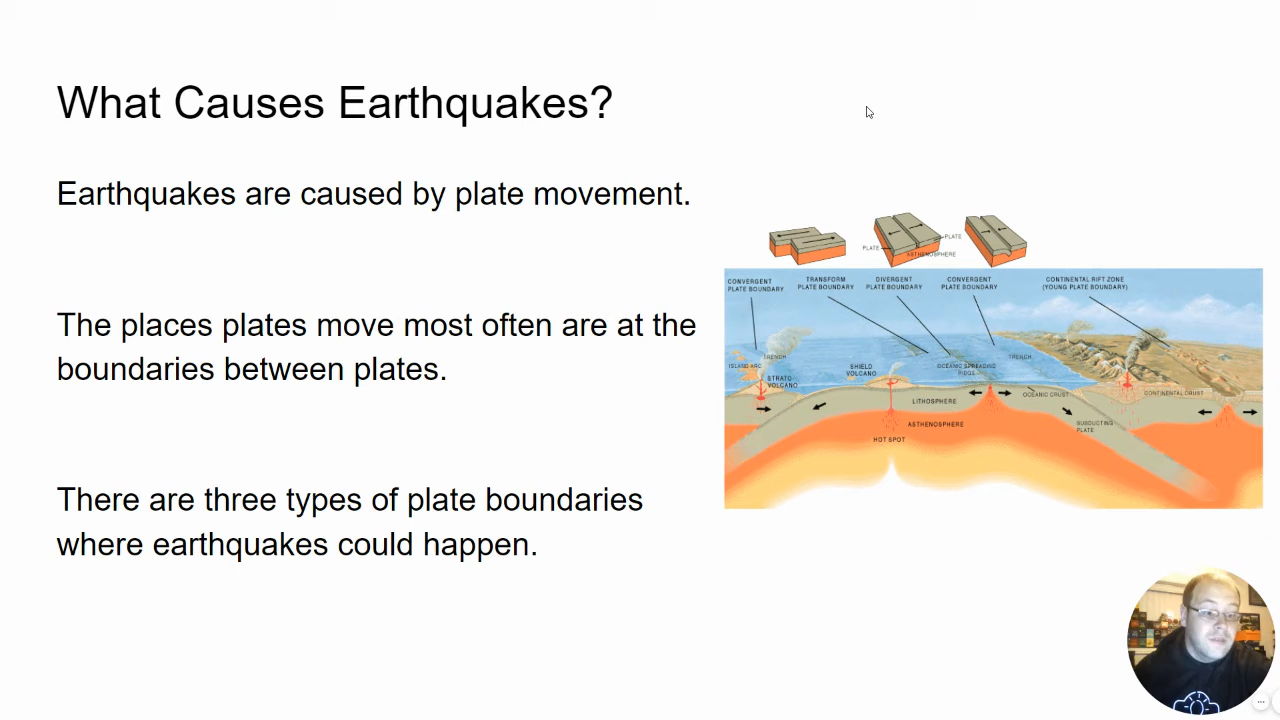 What Causes Earthquakes?
Earthquakes are caused by plate movement.
The places plates move most often are at the
boundaries between plates.
There are three types of plate boundaries
where earthquakes could happen.
PLATE
PLATE
ASTHENOSPHERE
CONVERGENT
PLATE BOUNDARY
TRANSFORM
PLATE BOUNDARY
DIVERGENT
PLATE BOUNDARY
CONVERGENT
PLATE BOUNDARY
CONTINENTAL RIFT ZONE
(YOUNG PLATE BOUNDARY)
TRENCH
ISLAND ARC
STRATO
VOLCANO
SHIELD
VOLCANO
OCEANIC SPREADING
RIDGE
TRENCH
LITHOSPHERE
OCEANIC CRUST
CONTINENTAL CRUST
ASTHENOSPHERE
SUBDUCTING
PLATE
HOT SPOT